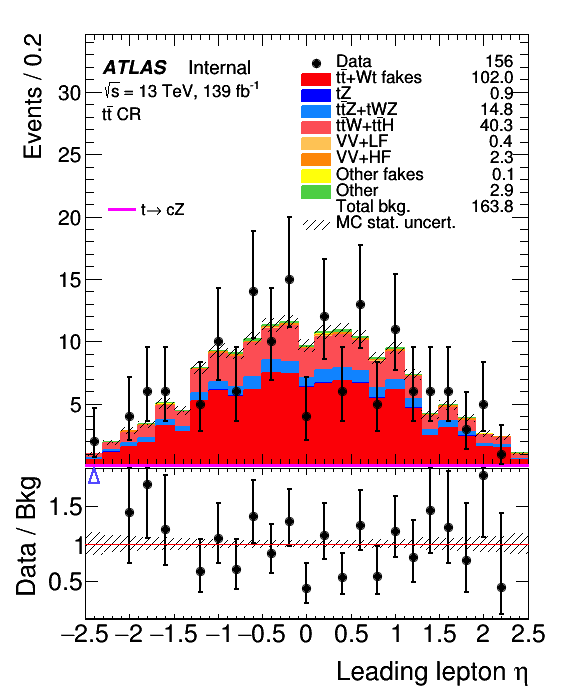 Events / 0.2
30
25
20
15
10
5
ATLAS Internal
√s = 13 TeV, 139 fb⁻¹
tt̄ CR
t→ cZ
Data 156
tt̄+Wt fakes 102.0
tZ 0.9
tt̄Z+tWZ 14.8
tt̄W+tt̄H 40.3
VV+LF 0.4
VV+HF 2.3
Other fakes 0.1
Other 2.9
Total bkg. 163.8
MC stat. uncert.
Data / Bkg
1.5
1
0.5
−2.5 −2 −1.5 −1 −0.5 0 0.5 1 1.5 2 2.5
Leading lepton η